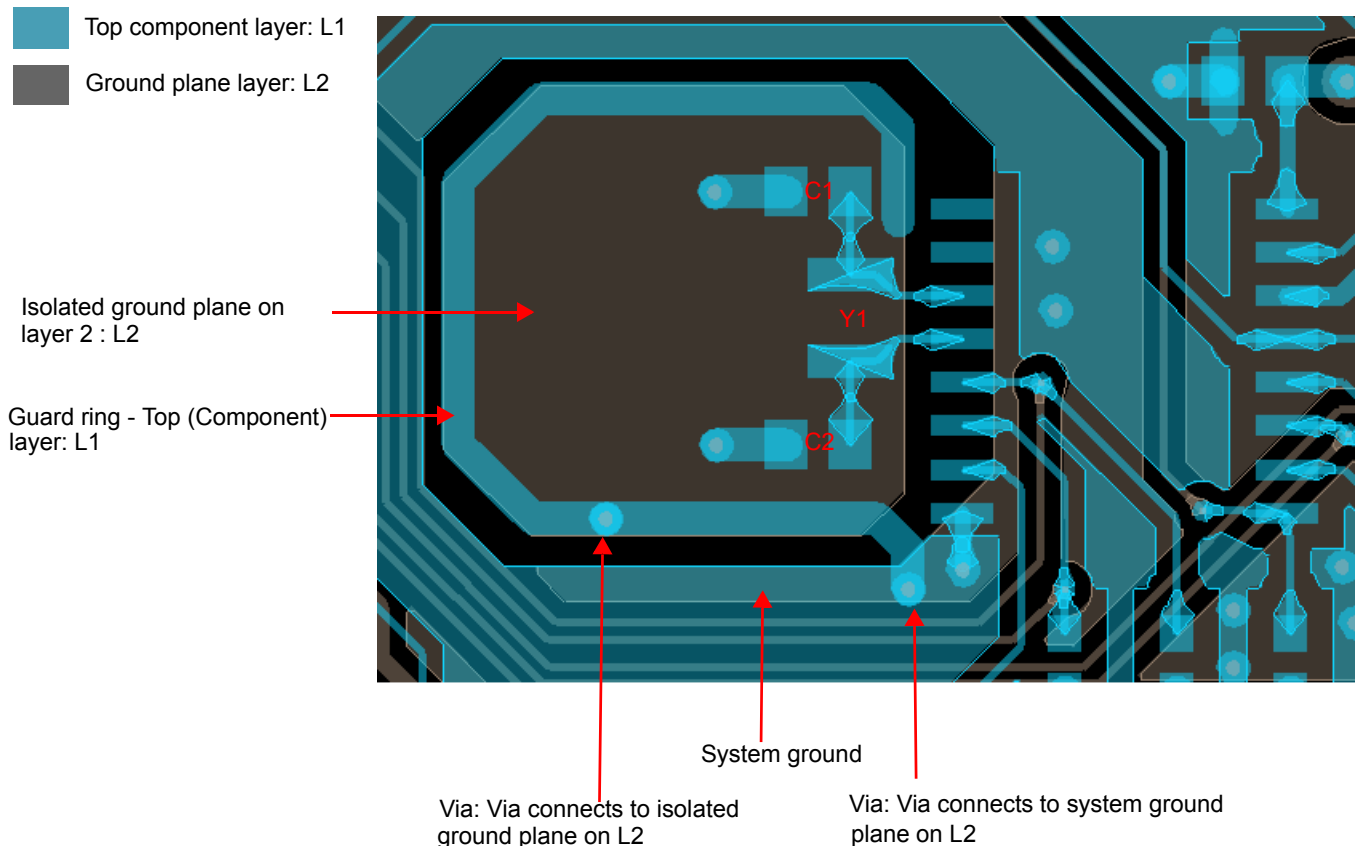 Top component layer: L1
Ground plane layer: L2
C1
Isolated ground plane on
layer 2 : L2
Y1
Guard ring - Top (Component)
layer: L1
C2
System ground
Via: Via connects to isolated
ground plane on L2
Via: Via connects to system ground
plane on L2